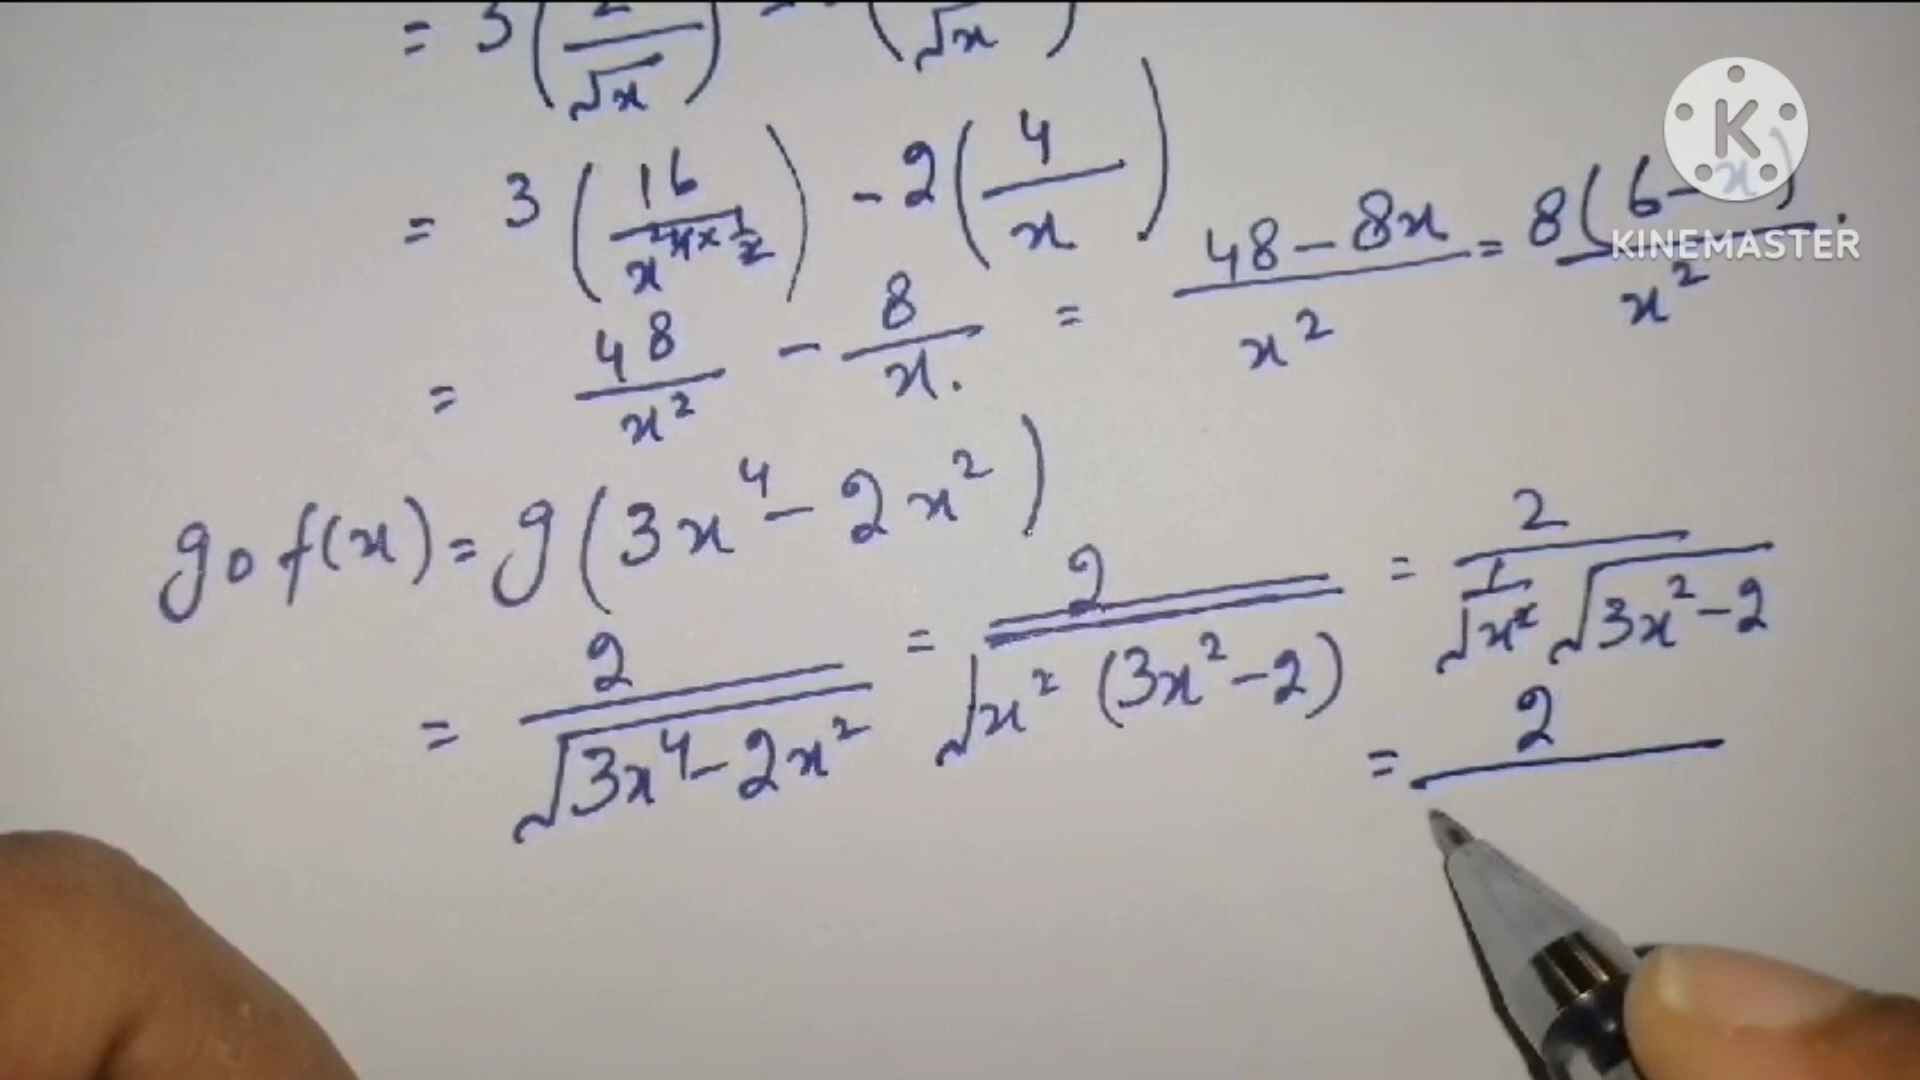 = 3(2/√x) - (√x)
= 3(16/x^{4×1/2}) - 2(4/x)
= 48/x² - 8/x. = 48-8x/x² = 8(6-x)/x².
gof(x) = g(3x⁴-2x²)
= 2/√3x⁴-2x² = 2/√x²(3x²-2) = 2/√x² √3x²-2
= 2/
K
KINEMASTER